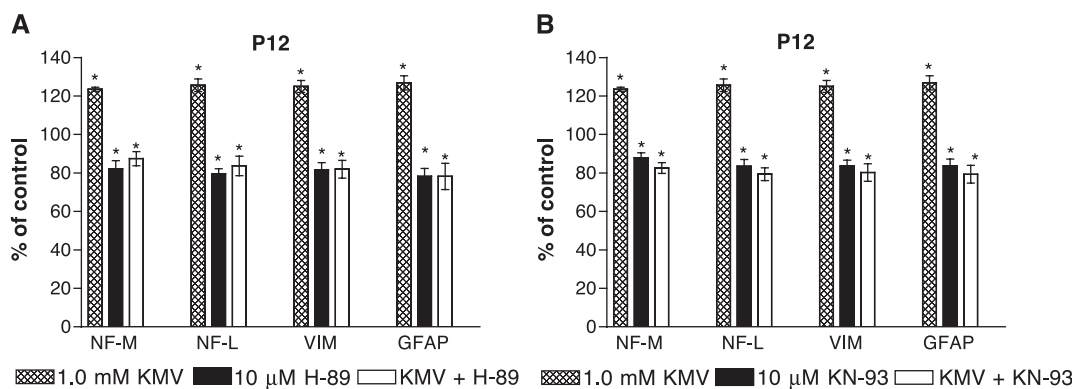 A
P12
% of control
140
120
100
80
60
40
20
0
* * * * * * * * * * * *
NF-M NF-L VIM GFAP
1.0 mM KMV 10 μM H-89 KMV + H-89
B
P12
% of control
140
120
100
80
60
40
20
0
* * * * * * * * * * * *
NF-M NF-L VIM GFAP
1.0 mM KMV 10 μM KN-93 KMV + KN-93